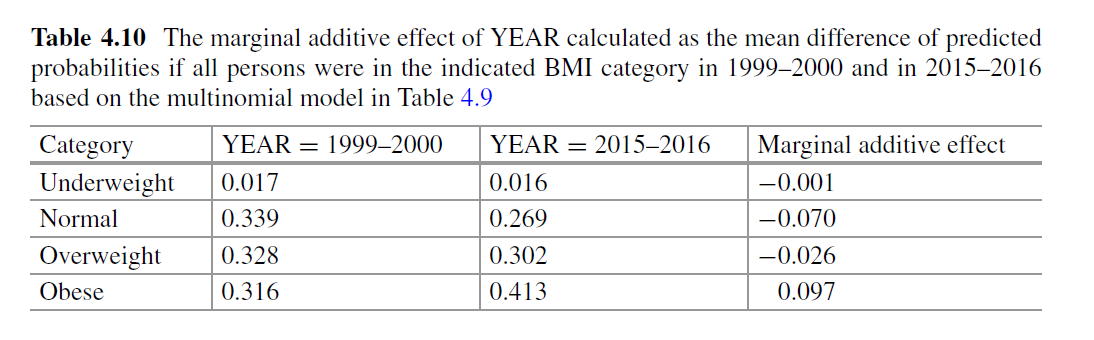 Table 4.10 The marginal additive effect of YEAR calculated as the mean difference of predicted
probabilities if all persons were in the indicated BMI category in 1999–2000 and in 2015–2016
based on the multinomial model in Table 4.9
Category YEAR = 1999–2000 YEAR = 2015–2016 Marginal additive effect
Underweight 0.017 0.016 −0.001
Normal 0.339 0.269 −0.070
Overweight 0.328 0.302 −0.026
Obese 0.316 0.413 0.097